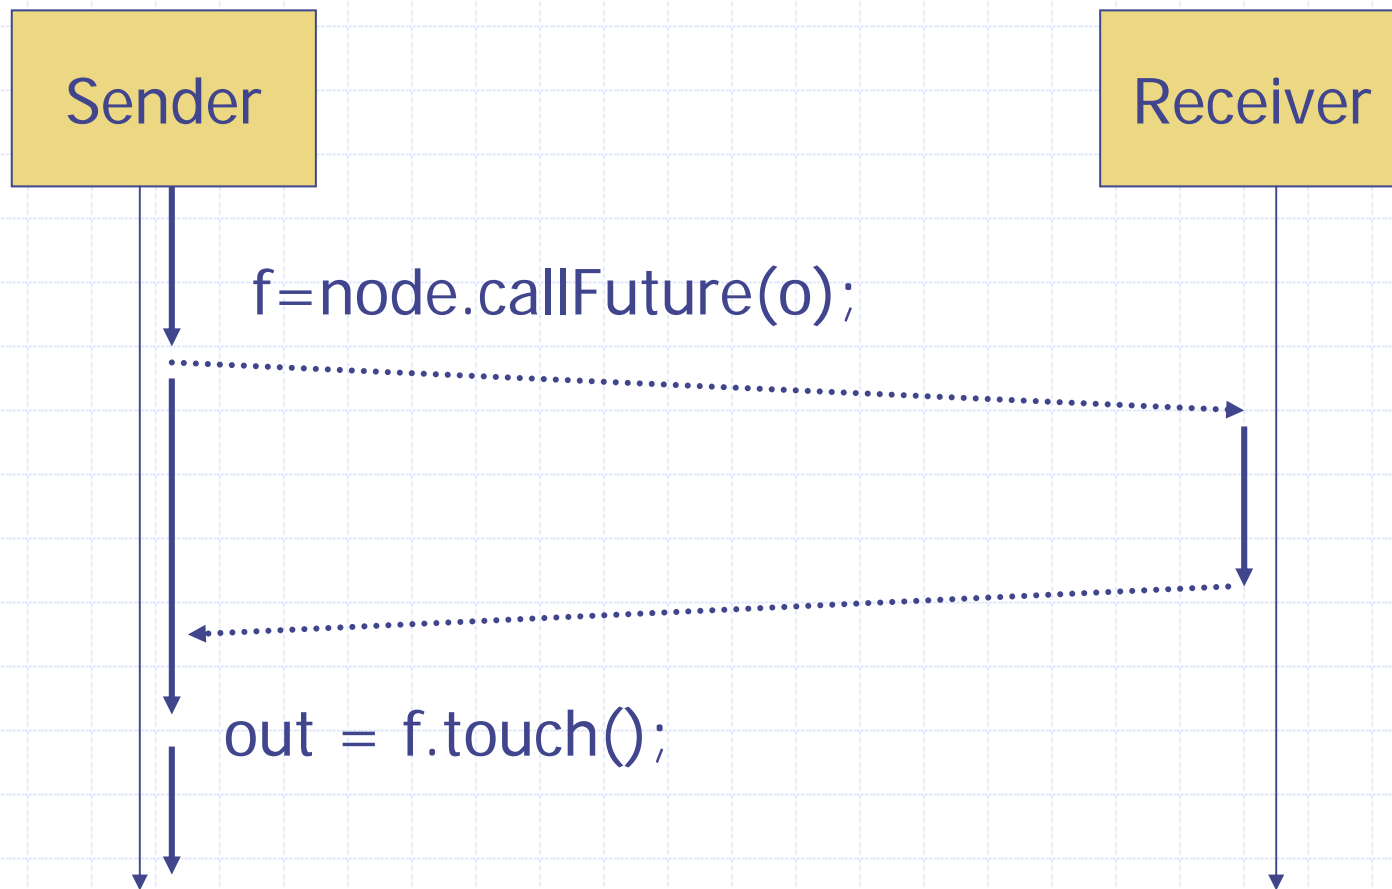 Sender
Receiver
f=node.callFuture(o);
out = f.touch();